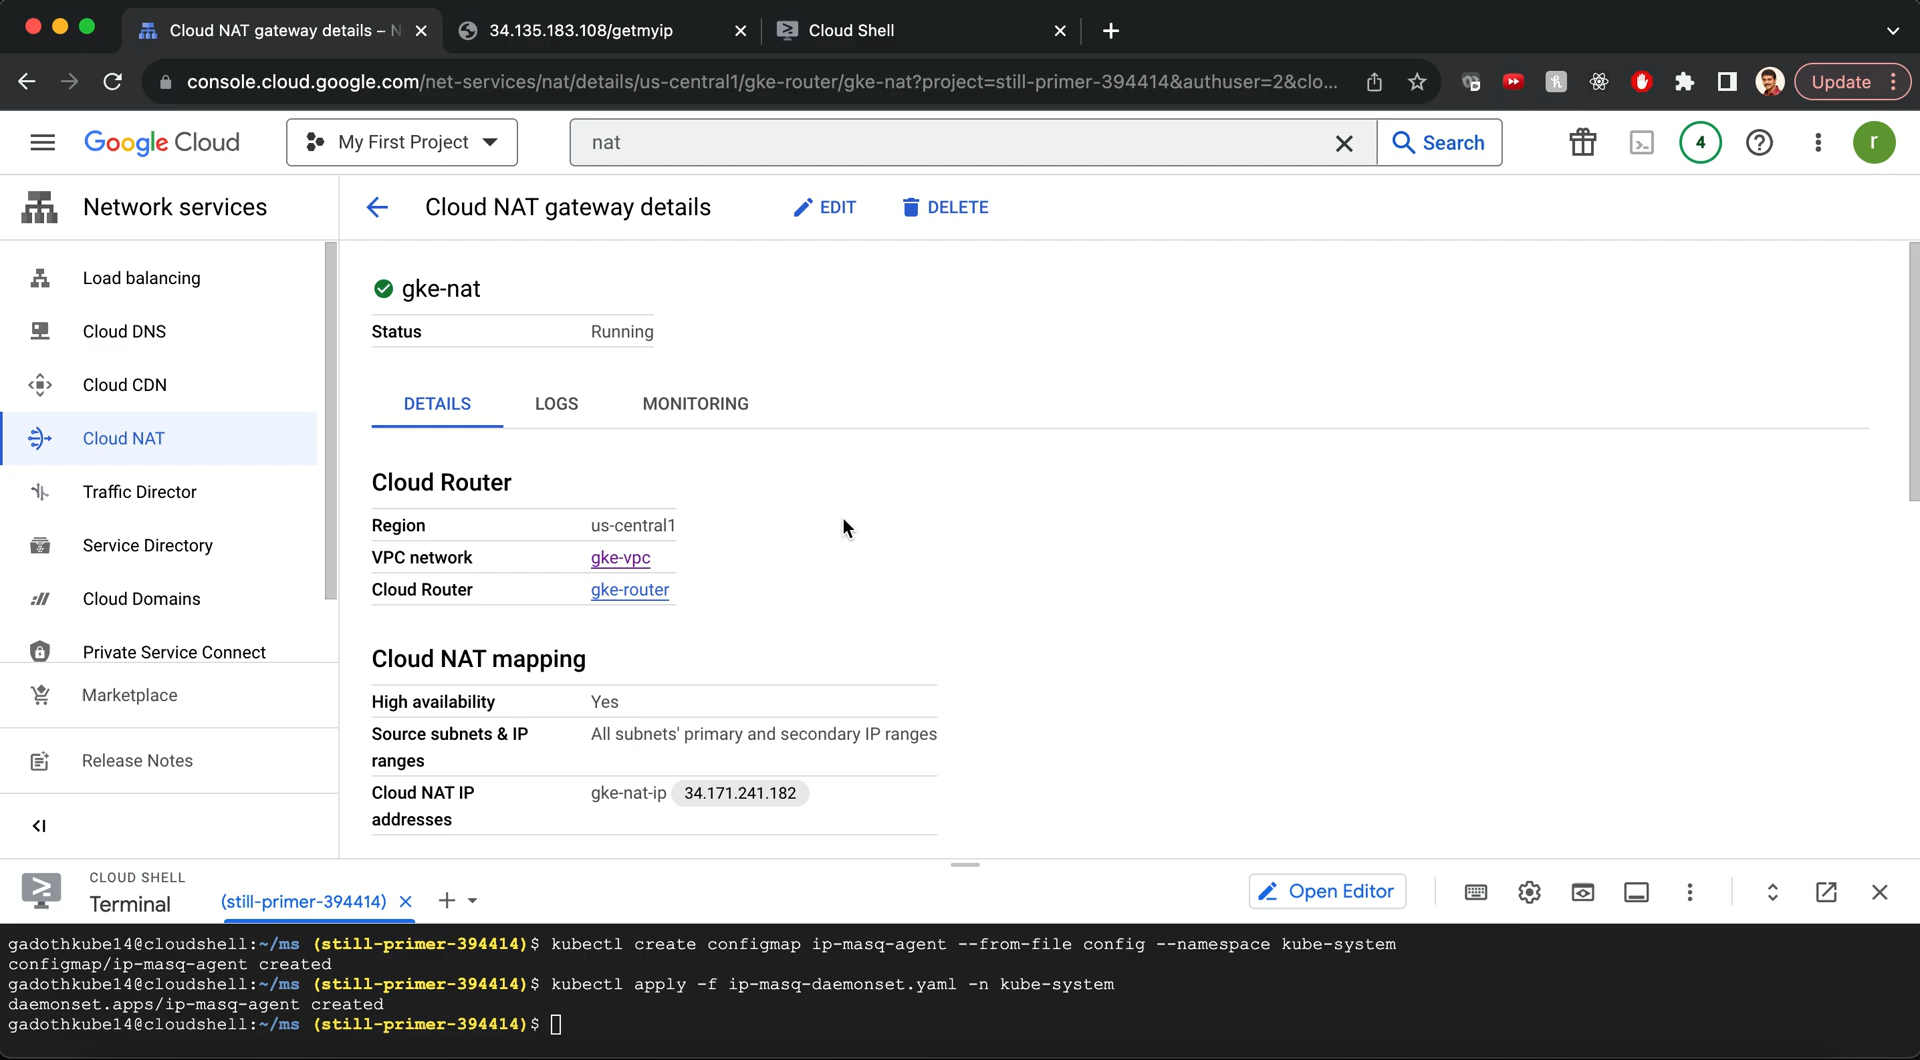 Cloud NAT gateway details – N
34.135.183.108/getmyip
Cloud Shell
console.cloud.google.com/net-services/nat/details/us-central1/gke-router/gke-nat?project=still-primer-394414&authuser=2&clo...
Update
Google Cloud
My First Project
nat
Search
4
r
Network services
Cloud NAT gateway details
EDIT
DELETE
Load balancing
Cloud DNS
Cloud CDN
Cloud NAT
Traffic Director
Service Directory
Cloud Domains
Private Service Connect
Marketplace
Release Notes
gke-nat
Status Running
DETAILS
LOGS
MONITORING
Cloud Router
Region us-central1
VPC network gke-vpc
Cloud Router gke-router
Cloud NAT mapping
High availability Yes
Source subnets & IP ranges All subnets' primary and secondary IP ranges
Cloud NAT IP addresses gke-nat-ip 34.171.241.182
CLOUD SHELL
Terminal
(still-primer-394414)
Open Editor
gadothkube14@cloudshell:~/ms (still-primer-394414)$ kubectl create configmap ip-masq-agent --from-file config --namespace kube-system
configmap/ip-masq-agent created
gadothkube14@cloudshell:~/ms (still-primer-394414)$ kubectl apply -f ip-masq-daemonset.yaml -n kube-system
daemonset.apps/ip-masq-agent created
gadothkube14@cloudshell:~/ms (still-primer-394414)$